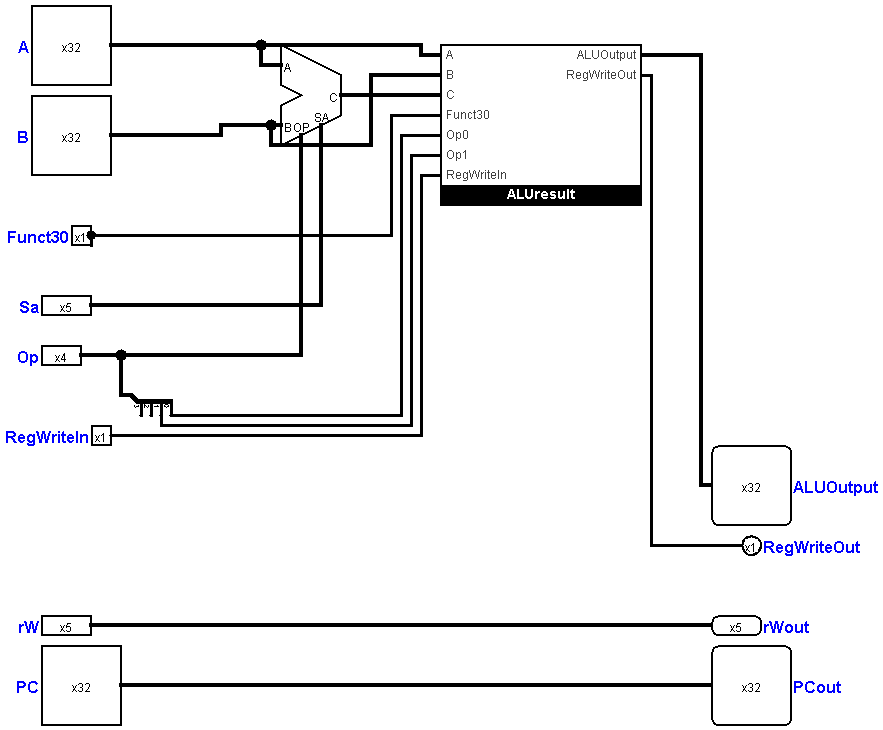 A x32
B x32
A
B OP
SA
C
A
B
C
Funct30
Op0
Op1
RegWriteIn
ALUOutput
RegWriteOut
ALUresult
Funct30 x1
Sa x5
Op x4
RegWriteIn x1
x32 ALUOutput
x1 RegWriteOut
rW x5
x5 rWout
PC x32
x32 PCout